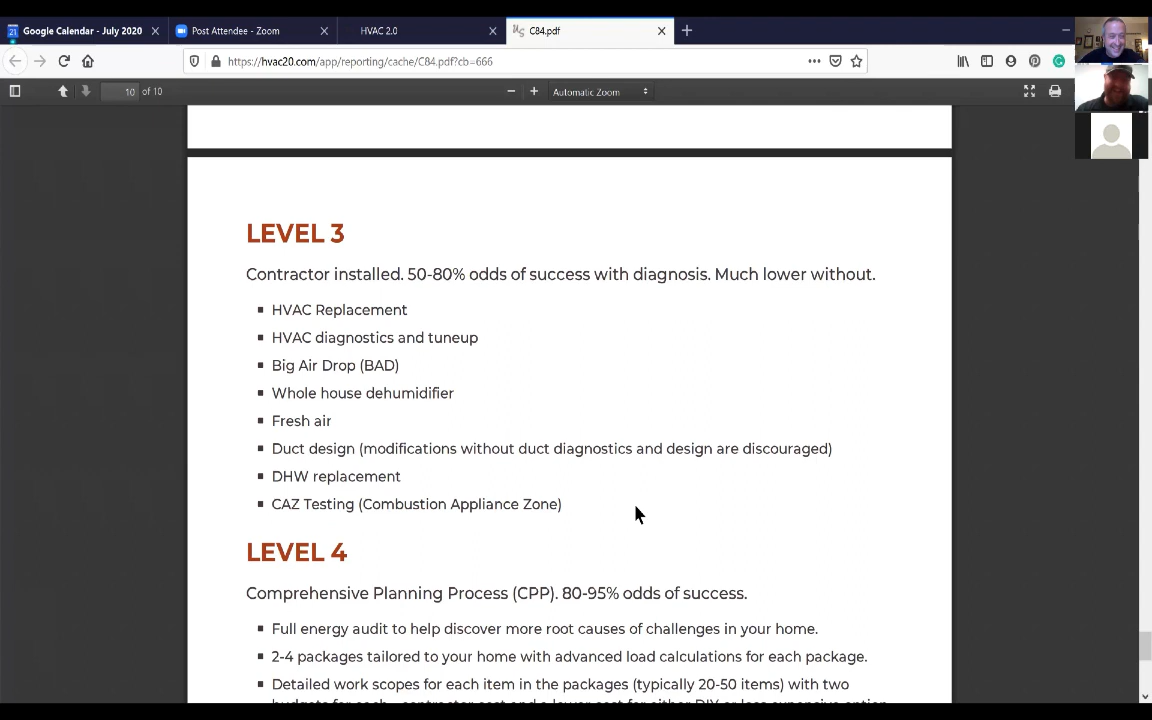 21 Google Calendar - July 2020
Post Attendee - Zoom
HVAC 2.0
C84.pdf
https://hvac20.com/app/reporting/cache/C84.pdf?cb=666
10 of 10
Automatic Zoom
LEVEL 3
Contractor installed. 50-80% odds of success with diagnosis. Much lower without.
HVAC Replacement
HVAC diagnostics and tuneup
Big Air Drop (BAD)
Whole house dehumidifier
Fresh air
Duct design (modifications without duct diagnostics and design are discouraged)
DHW replacement
CAZ Testing (Combustion Appliance Zone)
LEVEL 4
Comprehensive Planning Process (CPP). 80-95% odds of success.
Full energy audit to help discover more root causes of challenges in your home.
2-4 packages tailored to your home with advanced load calculations for each package.
Detailed work scopes for each item in the packages (typically 20-50 items) with two